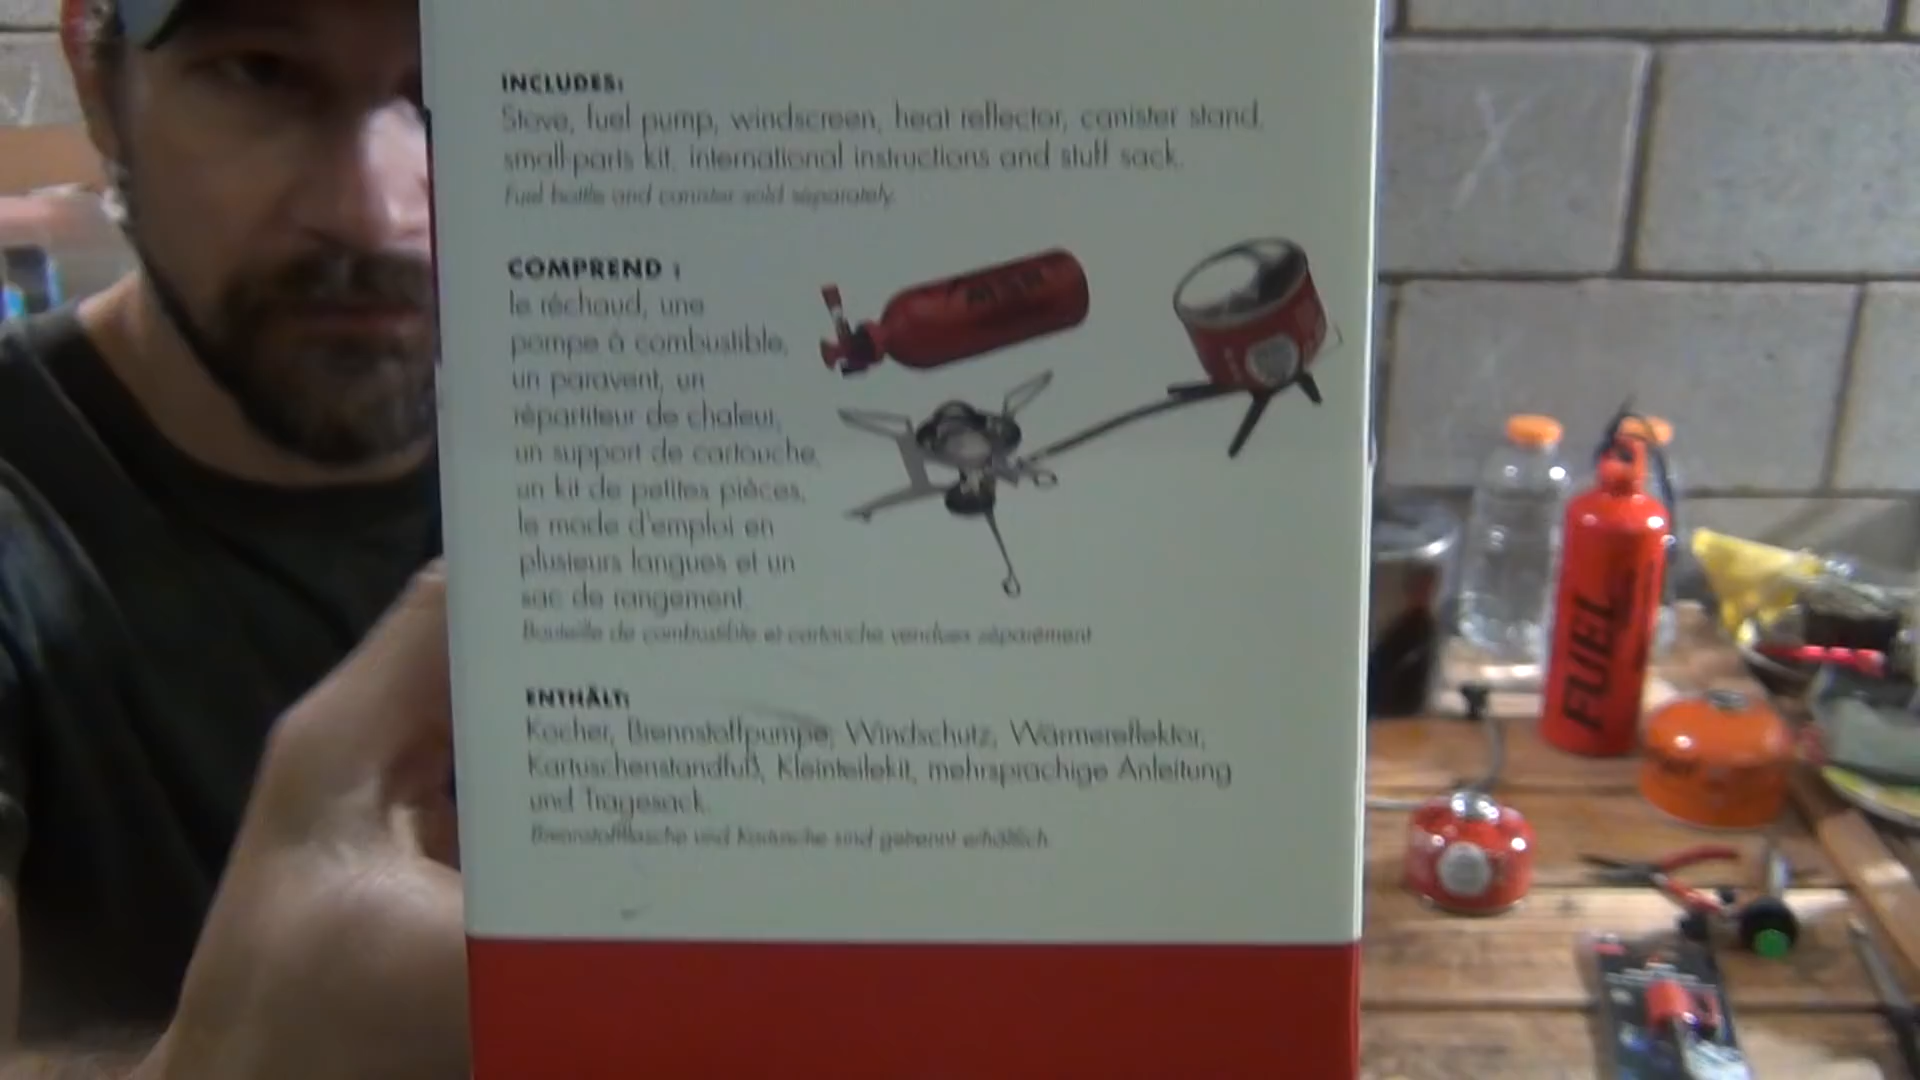 INCLUDES:
Stove, fuel pump, windscreen, heat reflector, canister stand,
small-parts kit, international instructions and stuff sack.
Fuel bottle and canister sold separately.
COMPREND :
le réchaud, une
pompe à combustible,
un paravent, un
répartiteur de chaleur,
un support de cartouche,
un kit de petites pièces,
le mode d'emploi en
plusieurs langues et un
sac de rangement.
Bouteille de combustible et cartouche vendues séparément
MSR
ENTHÄLT:
Kocher, Brennstoffpumpe, Windschutz, Wärmereflektor,
Kartuschenstandfuß, Kleinteilekit, mehrsprachige Anleitung
und Tragesack.
Brennstoffflasche und Kartusche sind getrennt erhältlich.
FUEL